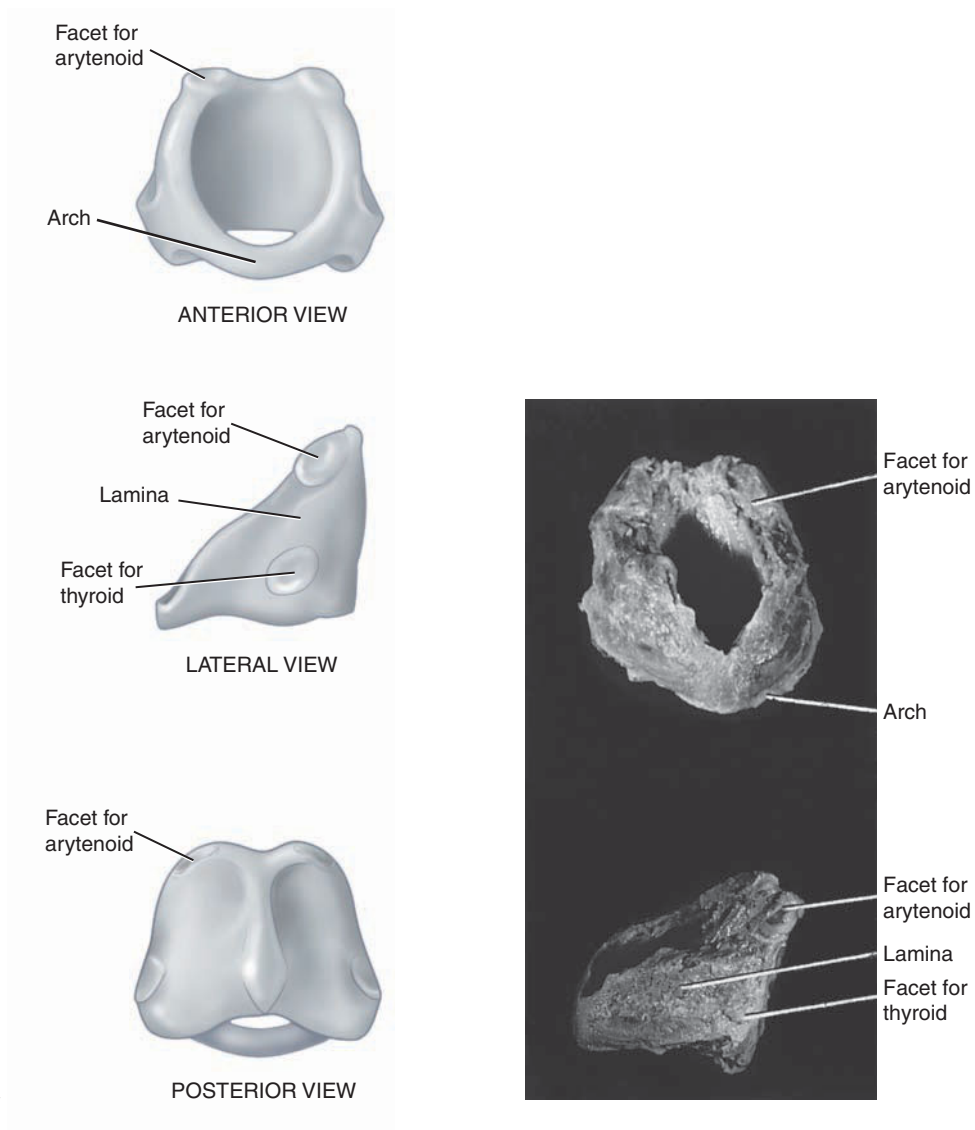 Facet for
arytenoid
Arch
ANTERIOR VIEW
Facet for
arytenoid
Lamina
Facet for
thyroid
LATERAL VIEW
Facet for
arytenoid
POSTERIOR VIEW
Facet for
arytenoid
Arch
Facet for
arytenoid
Lamina
Facet for
thyroid